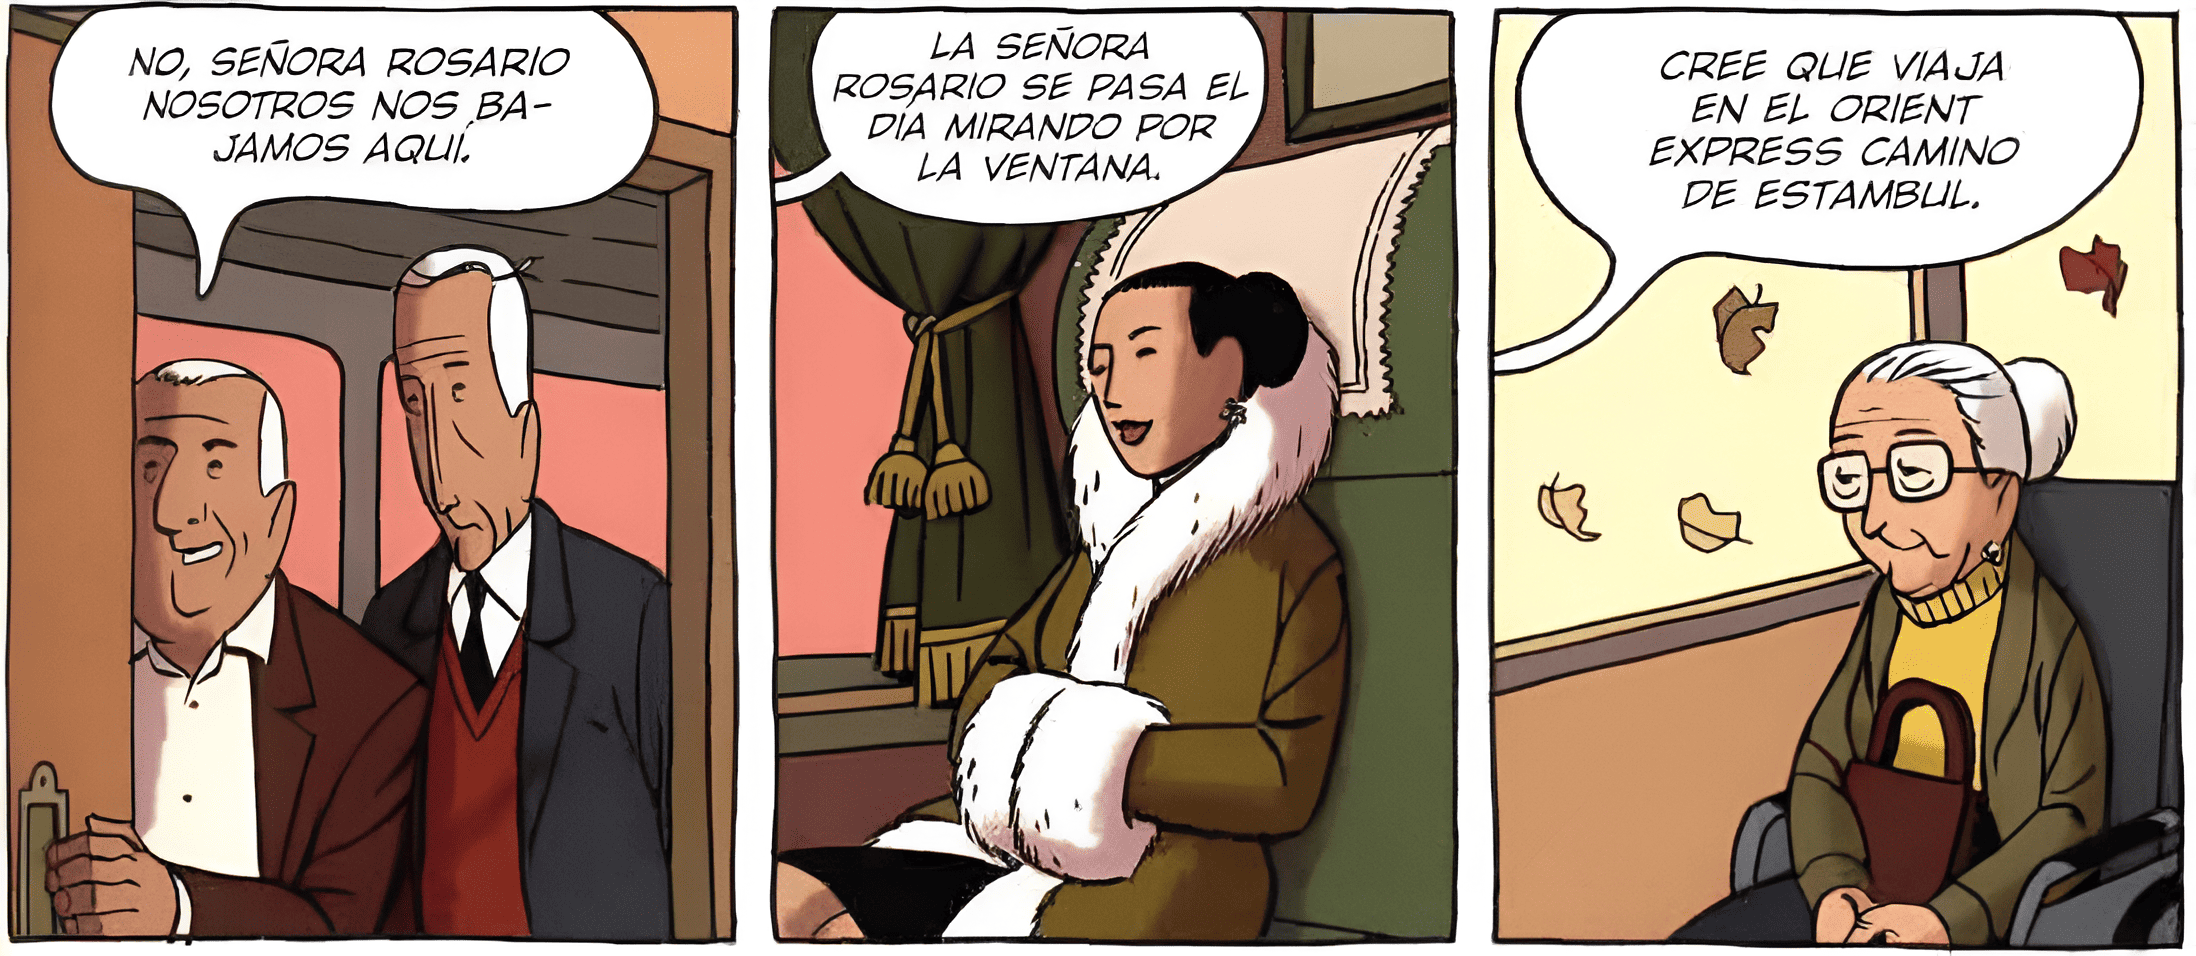 NO, SEÑORA ROSARIO
NOSOTROS NOS BA-
JAMOS AQUÍ.
LA SEÑORA
ROSARIO SE PASA EL
DÍA MIRANDO POR
LA VENTANA.
CREE QUE VIAJA
EN EL ORIENT
EXPRESS CAMINO
DE ESTAMBUL.